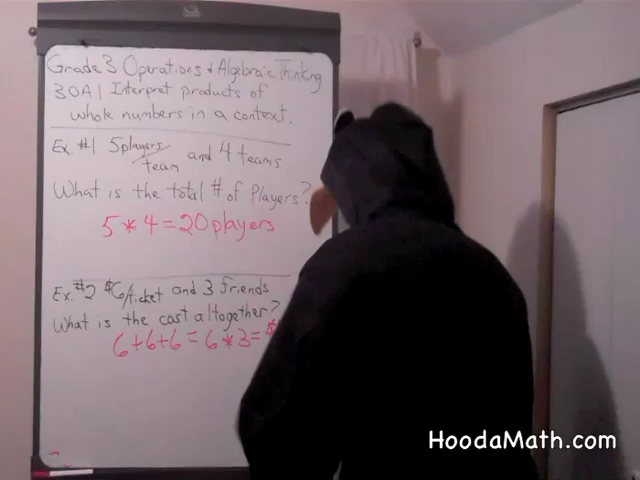 Grade 3 Operations & Algebraic Thinking
3OA1 Interpret products of
whole numbers in a context.
Ex. #1 5 players/team and 4 teams
What is the total # of Players?
5 * 4 = 20 players
Ex. #2 $6/ticket and 3 friends
What is the cost altogether?
6+6+6 = 6 * 3 = $
HoodaMath.com